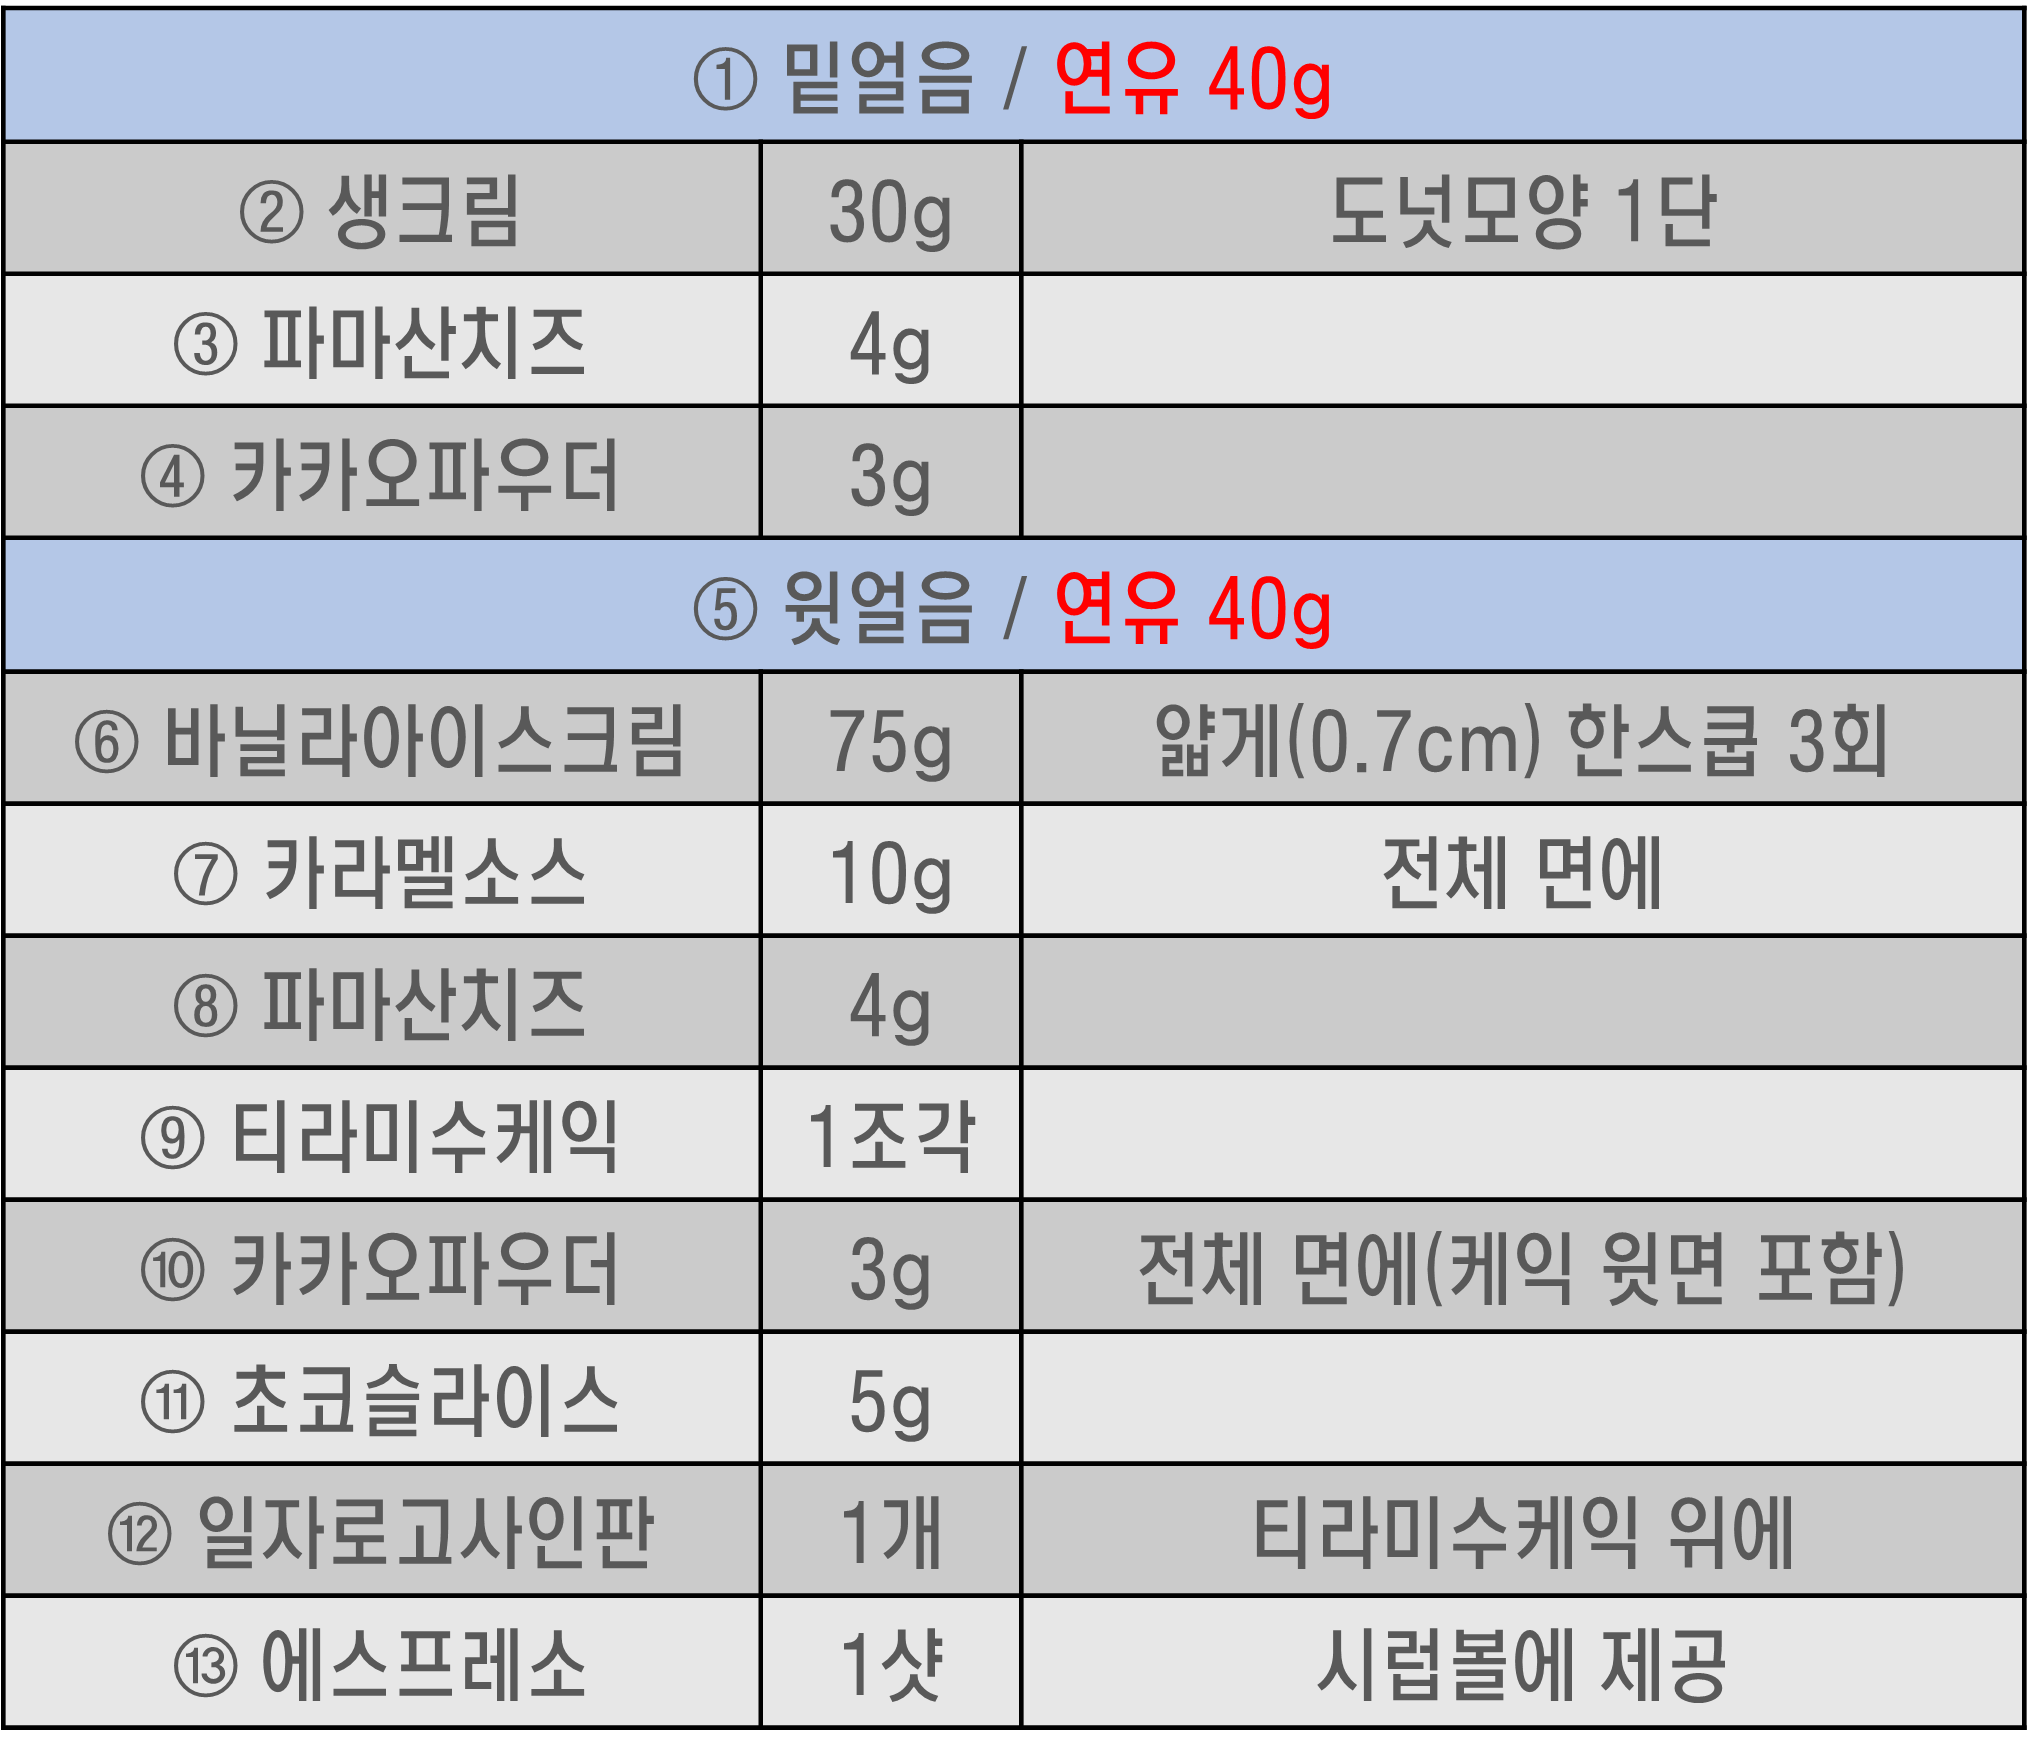 ① 밑얼음 / 연유 40g
② 생크림 30g 도넛모양 1단
③ 파마산치즈 4g
④ 카카오파우더 3g
⑤ 윗얼음 / 연유 40g
⑥ 바닐라아이스크림 75g 얇게(0.7cm) 한스쿱 3회
⑦ 카라멜소스 10g 전체 면에
⑧ 파마산치즈 4g
⑨ 티라미수케익 1조각
⑩ 카카오파우더 3g 전체 면에(케익 윗면 포함)
⑪ 초코슬라이스 5g
⑫ 일자로고사인판 1개 티라미수케익 위에
⑬ 에스프레소 1샷 시럽볼에 제공